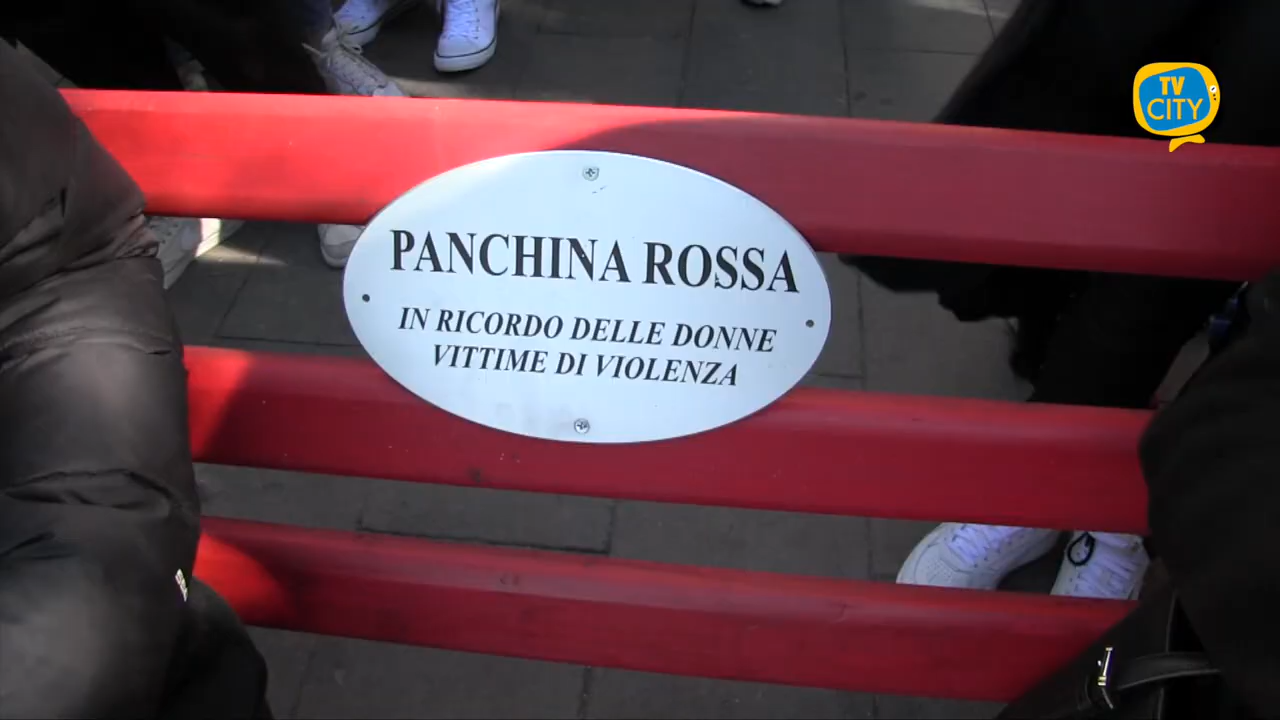 TV
CITY
PANCHINA ROSSA
IN RICORDO DELLE DONNE
VITTIME DI VIOLENZA